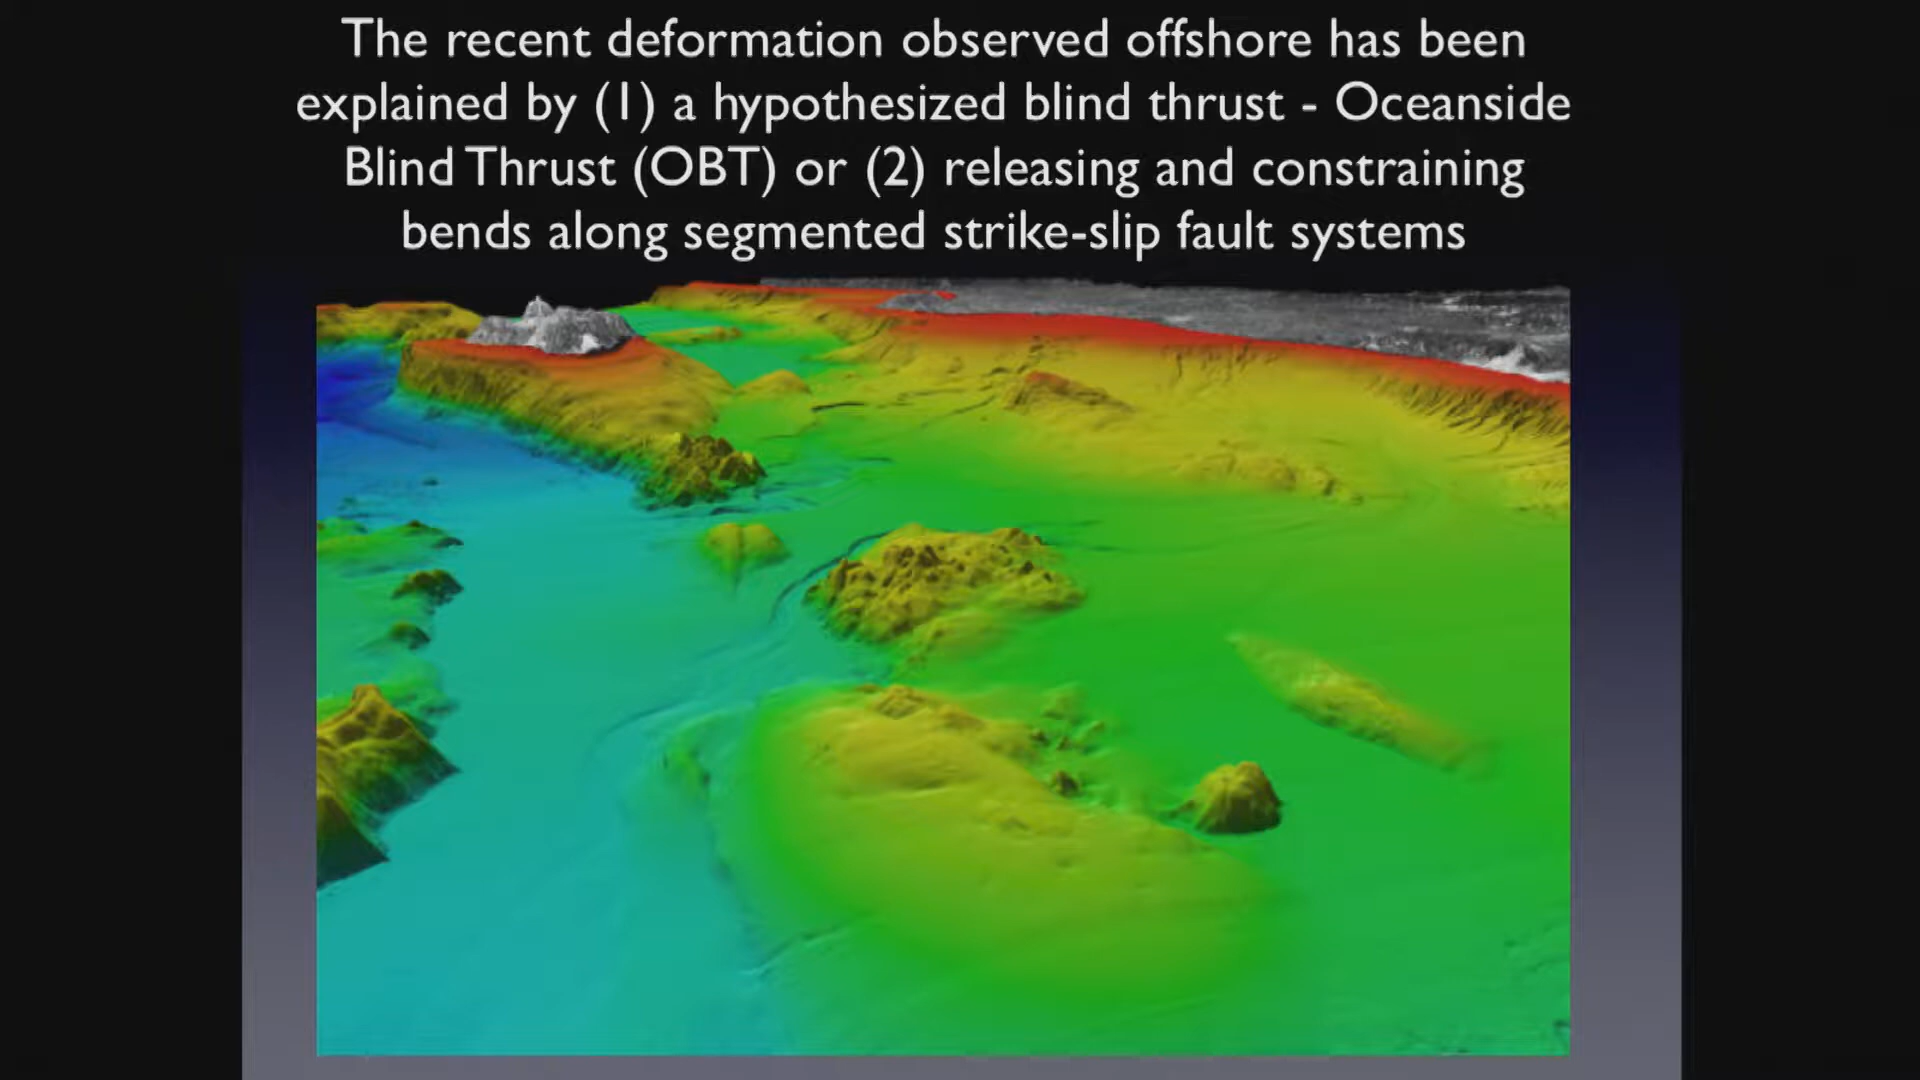 The recent deformation observed offshore has been
explained by (1) a hypothesized blind thrust - Oceanside
Blind Thrust (OBT) or (2) releasing and constraining
bends along segmented strike-slip fault systems